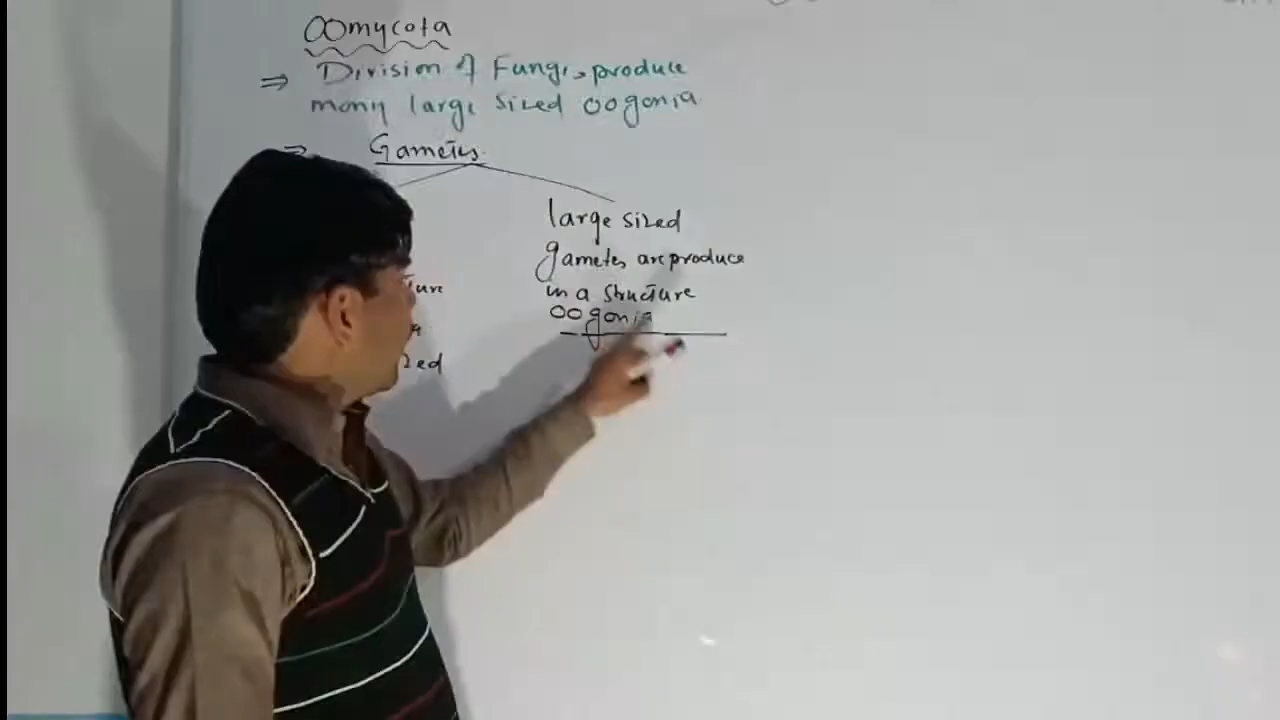 Oomycota
⇒ Division of Fungi, produce
many large sized oogonia
⇒ Gametes
large sized
gametes are produce
in a structure
oogonia